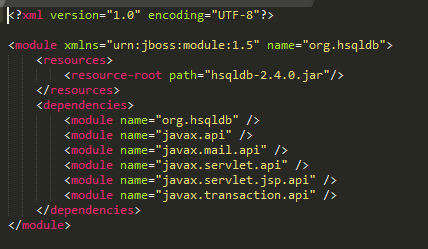 <?xml version="1.0" encoding="UTF-8"?>
<module xmlns="urn:jboss:module:1.5" name="org.hsqldb">
<resources>
<resource-root path="hsqldb-2.4.0.jar"/>
</resources>
<dependencies>
<module name="org.hsqldb" />
<module name="javax.api" />
<module name="javax.mail.api" />
<module name="javax.servlet.api" />
<module name="javax.servlet.jsp.api" />
<module name="javax.transaction.api" />
</dependencies>
</module>